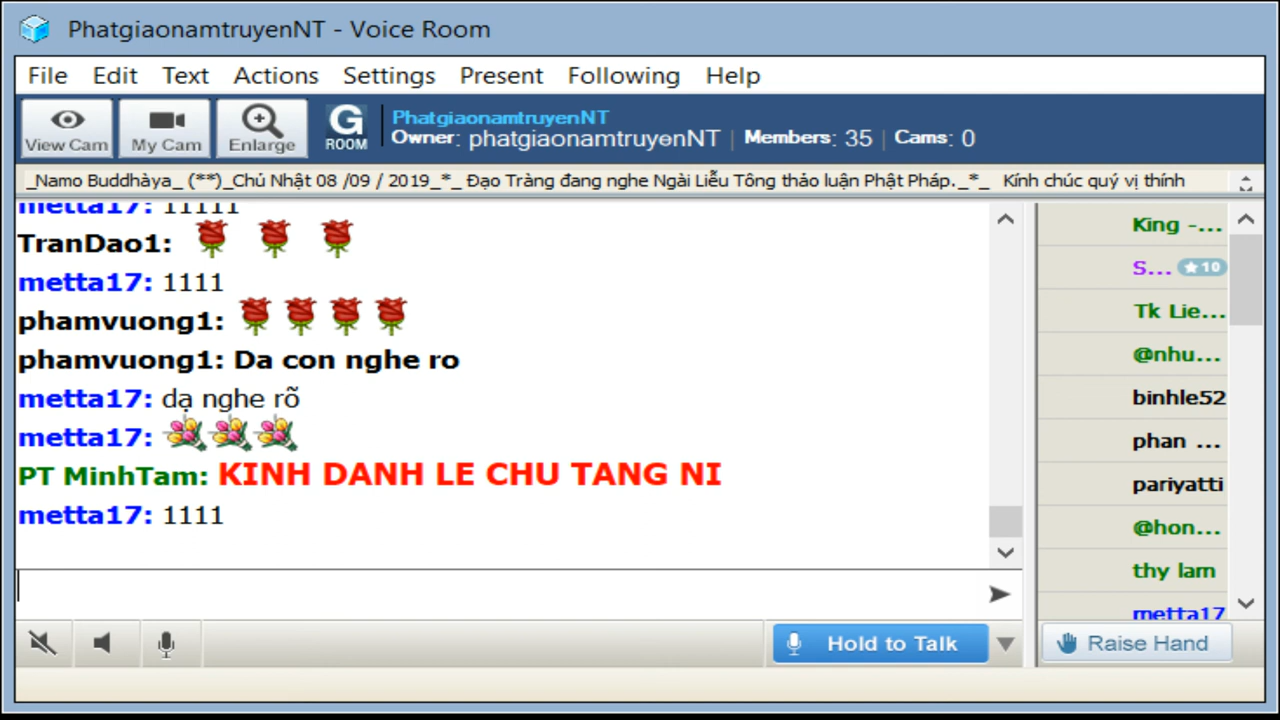 PhatgiaonamtruyenNT - Voice Room
File Edit Text Actions Settings Present Following Help
View Cam My Cam Enlarge G ROOM
PhatgiaonamtruyenNT
Owner: phatgiaonamtruyenNT | Members: 35 | Cams: 0
_Namo Buddhàya_ (**)_Chủ Nhật 08 /09 / 2019_*_ Đạo Tràng đang nghe Ngài Liễu Tông thảo luận Phật Pháp._*_ Kính chúc quý vị thính
metta17: 11111
TranDao1:
metta17: 1111
phamvuong1:
phamvuong1: Da con nghe ro
metta17: dạ nghe rõ
metta17:
PT MinhTam: KINH DANH LE CHU TANG NI
metta17: 1111
King -...
S... 10
Tk Lie...
@nhu...
binhle52
phan ...
pariyatti
@hon...
thy lam
metta17
Hold to Talk
Raise Hand